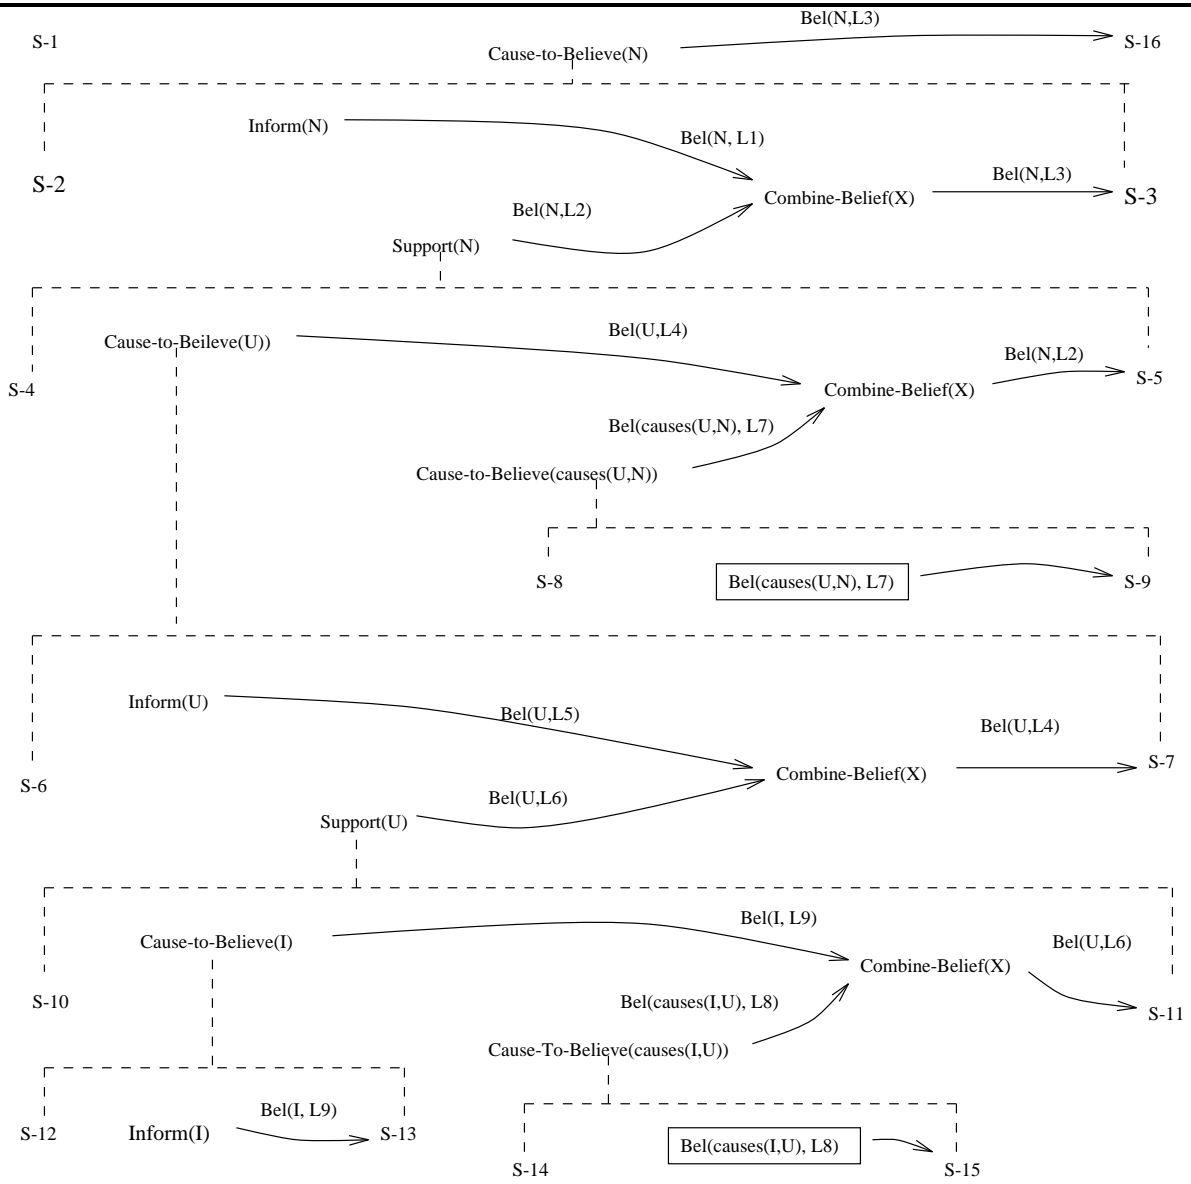 Bel(N,L3)
S-1
Cause-to-Believe(N)
S-16
Inform(N)
Bel(N, L1)
S-2
Bel(N,L3)
Combine-Belief(X)
S-3
Bel(N,L2)
Support(N)
Cause-to-Beileve(U))
Bel(U,L4)
Bel(N,L2)
S-4
Combine-Belief(X)
S-5
Bel(causes(U,N), L7)
Cause-to-Believe(causes(U,N))
S-8
Bel(causes(U,N), L7)
S-9
Inform(U)
Bel(U,L5)
Bel(U,L4)
S-6
Combine-Belief(X)
S-7
Bel(U,L6)
Support(U)
Bel(I, L9)
Cause-to-Believe(I)
Bel(U,L6)
Combine-Belief(X)
S-10
Bel(causes(I,U), L8)
S-11
Cause-To-Believe(causes(I,U))
Bel(I, L9)
S-12
Inform(I)
S-13
Bel(causes(I,U), L8)
S-14
S-15